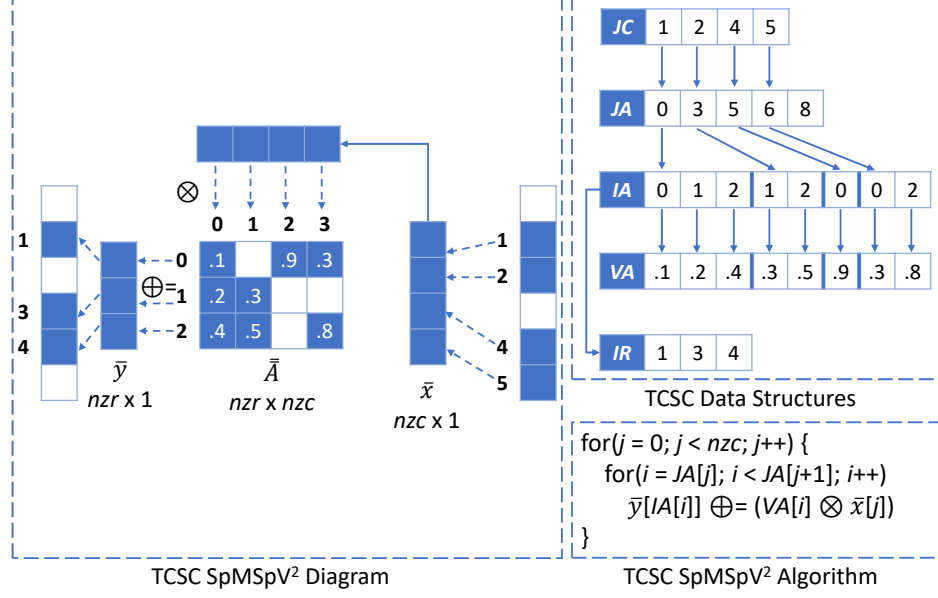 ⊗
0 1 2 3
1
3
4
ȳ
nzr x 1
⊕=
0
1
2
.1 .9 .3
.2 .3
.4 .5 .8
A̿
nzr x nzc
x̄
nzc x 1
1
2
4
5
TCSC SpMSpV² Diagram
JC 1 2 4 5
JA 0 3 5 6 8
IA 0 1 2 1 2 0 0 2
VA .1 .2 .4 .3 .5 .9 .3 .8
IR 1 3 4
TCSC Data Structures
for(j = 0; j < nzc; j++) {
for(i = JA[j]; i < JA[j+1]; i++)
ȳ[IA[i]] ⊕= (VA[i] ⊗ x̄[j])
}
TCSC SpMSpV² Algorithm